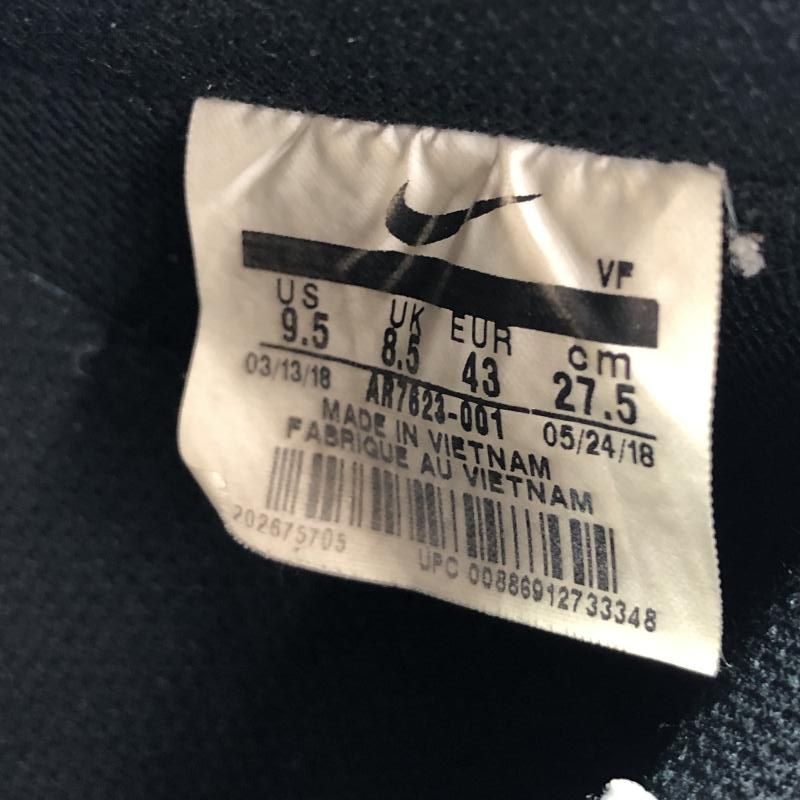 VF
US UK EUR cm
9.5 8.5 43 27.5
03/13/18 AR7623-001 05/24/18
MADE IN VIETNAM
FABRIQUE AU VIETNAM
202675705 UPC 00886912733348